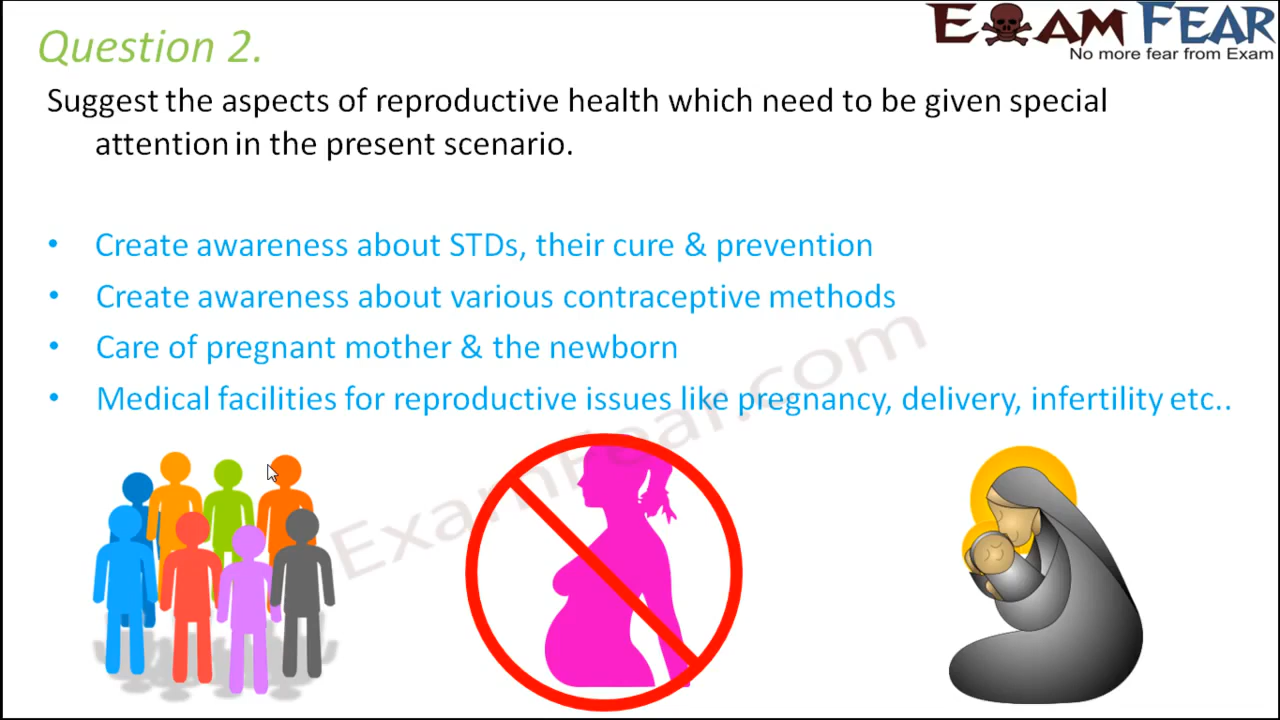 Question 2.
EXAM FEAR
No more fear from Exam
Suggest the aspects of reproductive health which need to be given special
attention in the present scenario.
• Create awareness about STDs, their cure & prevention
• Create awareness about various contraceptive methods
• Care of pregnant mother & the newborn
• Medical facilities for reproductive issues like pregnancy, delivery, infertility etc..
ExamFear.com